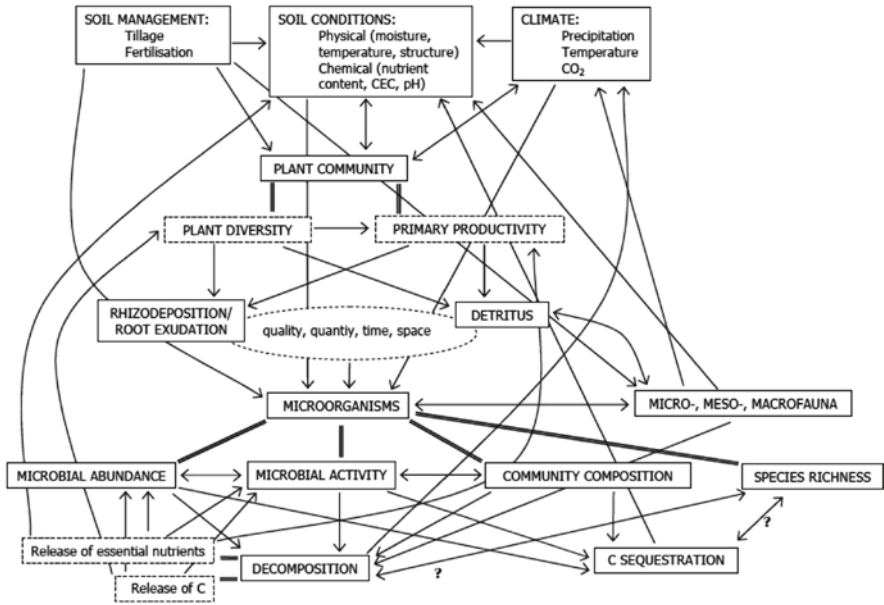 SOIL MANAGEMENT:
Tillage
Fertilisation
SOIL CONDITIONS:
Physical (moisture,
temperature, structure)
Chemical (nutrient
content, CEC, pH)
CLIMATE:
Precipitation
Temperature
CO₂
PLANT COMMUNITY
PLANT DIVERSITY
PRIMARY PRODUCTIVITY
RHIZODEPOSITION/
ROOT EXUDATION
quality, quantiy, time, space
DETRITUS
MICROORGANISMS
MICRO-, MESO-, MACROFAUNA
MICROBIAL ABUNDANCE
MICROBIAL ACTIVITY
COMMUNITY COMPOSITION
SPECIES RICHNESS
?
Release of essential nutrients
DECOMPOSITION
?
C SEQUESTRATION
Release of C